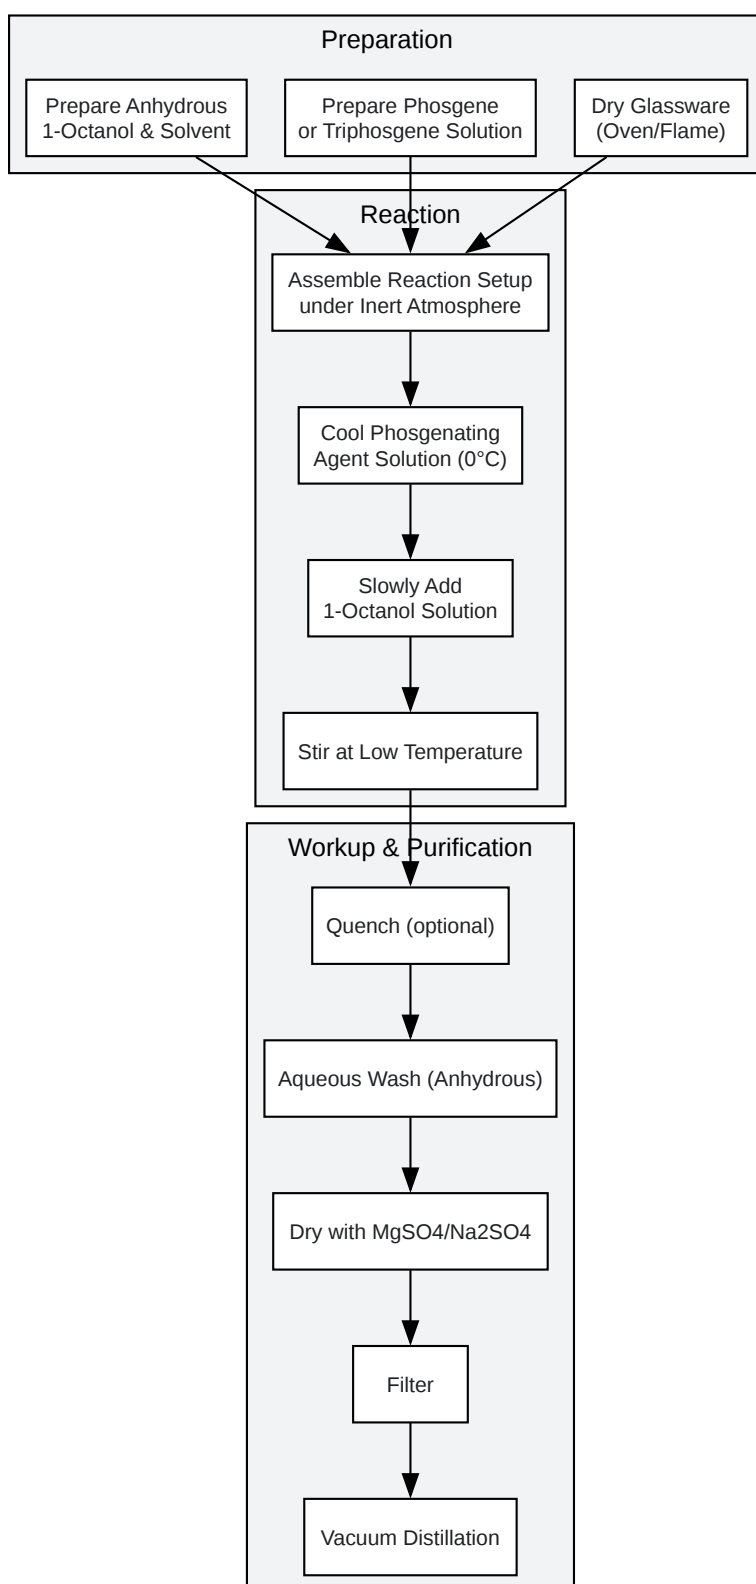 Preparation
Prepare Anhydrous
1-Octanol & Solvent
Prepare Phosgene
or Triphosgene Solution
Dry Glassware
(Oven/Flame)
Reaction
Assemble Reaction Setup
under Inert Atmosphere
Cool Phosgenating
Agent Solution (0°C)
Slowly Add
1-Octanol Solution
Stir at Low Temperature
Workup & Purification
Quench (optional)
Aqueous Wash (Anhydrous)
Dry with MgSO4/Na2SO4
Filter
Vacuum Distillation